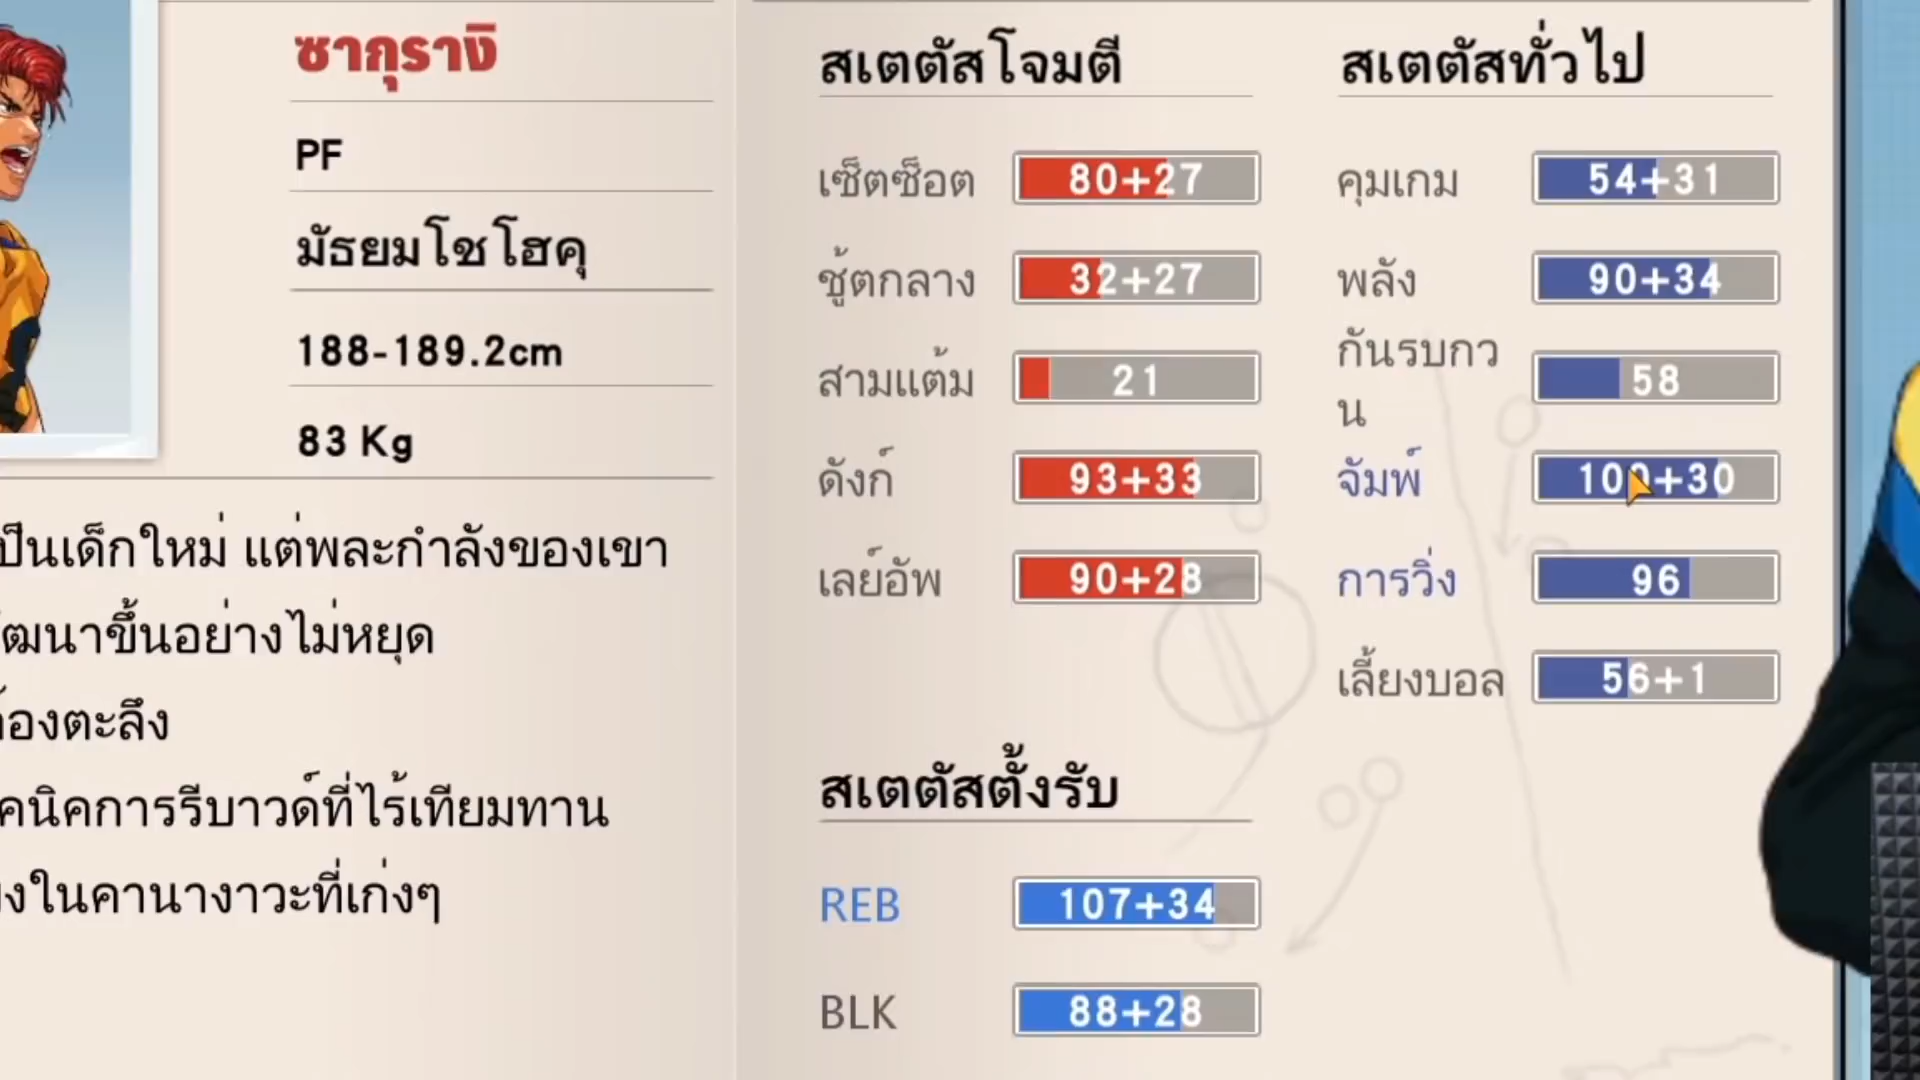 ซากุรางิ
PF
มัธยมโชโฮคุ
188-189.2cm
83 Kg
ป็นเด็กใหม่ แต่พละกำลังของเขา
ัฒนาขึ้นอย่างไม่หยุด
้องตะลึง
คนิคการรีบาวด์ที่ไร้เทียมทาน
งในคานางาวะที่เก่งๆ
สเตตัสโจมตี
เซ็ตช็อต 80+27
ชู้ตกลาง 32+27
สามแต้ม 21
ดังก์ 93+33
เลย์อัพ 90+28
สเตตัสตั้งรับ
REB 107+34
BLK 88+28
สเตตัสทั่วไป
คุมเกม 54+31
พลัง 90+34
กันรบกว
น 58
จัมพ์ 100+30
การวิ่ง 96
เลี้ยงบอล 56+1